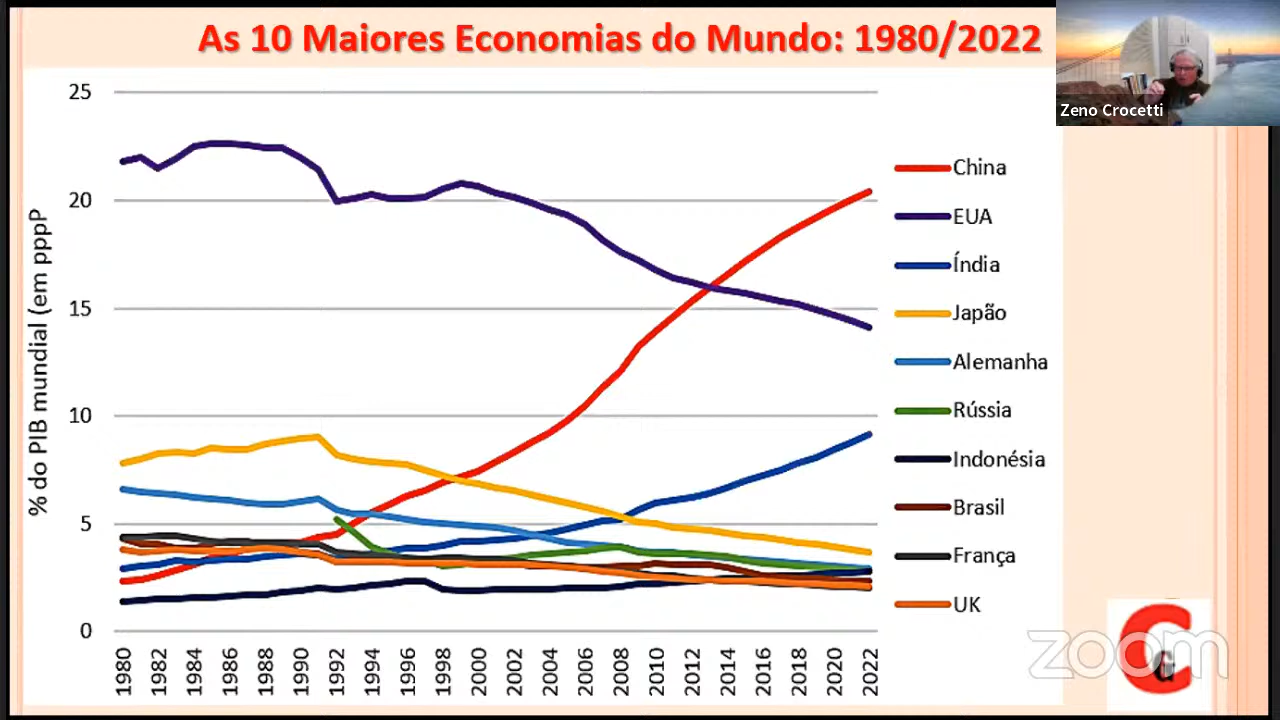 As 10 Maiores Economias do Mundo: 1980/2022
Zeno Crocetti
% do PIB mundial (em pppP
25
20
15
10
5
0
1980
1982
1984
1986
1988
1990
1992
1994
1996
1998
2000
2002
2004
2006
2008
2010
2012
2014
2016
2018
2020
2022
China
EUA
Índia
Japão
Alemanha
Rússia
Indonésia
Brasil
França
UK
zoom